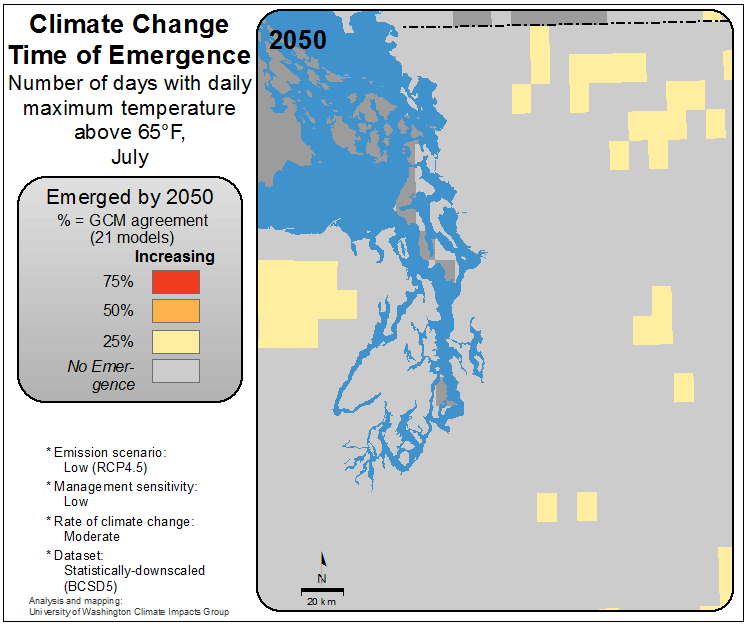 Climate Change
Time of Emergence
Number of days with daily
maximum temperature
above 65°F,
July
2050
Emerged by 2050
% = GCM agreement
(21 models)
Increasing
75%
50%
25%
No Emer-
gence
* Emission scenario:
Low (RCP4.5)
* Management sensitivity:
Low
* Rate of climate change:
Moderate
* Dataset:
Statistically-downscaled
(BCSD5)
Analysis and mapping:
University of Washington Climate Impacts Group
N
20 km